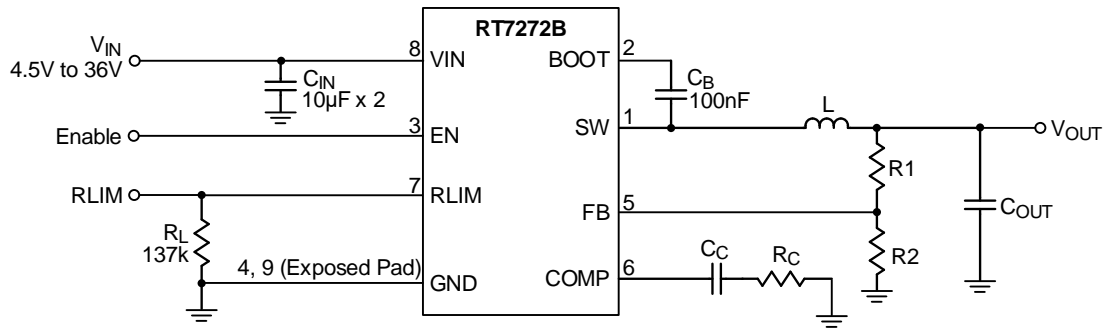 RT7272B
VIN
4.5V to 36V
CIN
10µF x 2
8
VIN
BOOT
2
CB
100nF
Enable
3
EN
SW
1
L
VOUT
R1
RLIM
7
RLIM
FB
5
COUT
RL
137k
R2
4, 9 (Exposed Pad)
GND
COMP
6
CC
RC